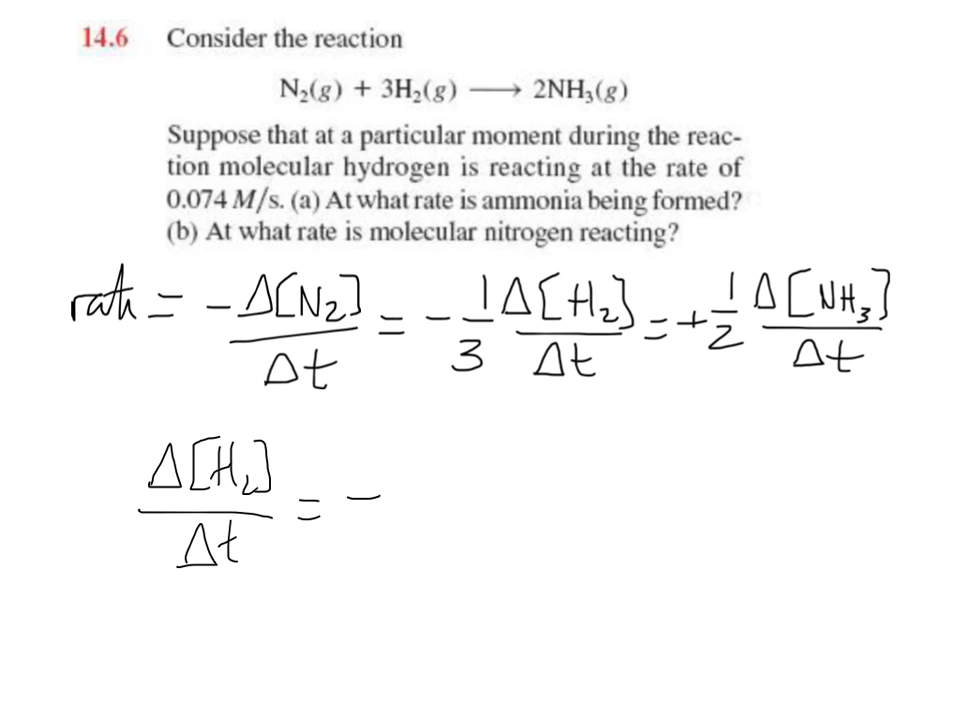 14.6 Consider the reaction
N₂(g) + 3H₂(g) ⟶ 2NH₃(g)
Suppose that at a particular moment during the reac-
tion molecular hydrogen is reacting at the rate of
0.074 M/s. (a) At what rate is ammonia being formed?
(b) At what rate is molecular nitrogen reacting?
rate = - Δ[N₂]/Δt = - 1/3 Δ[H₂]/Δt = + 1/2 Δ[NH₃]/Δt
Δ[H₂]/Δt = -